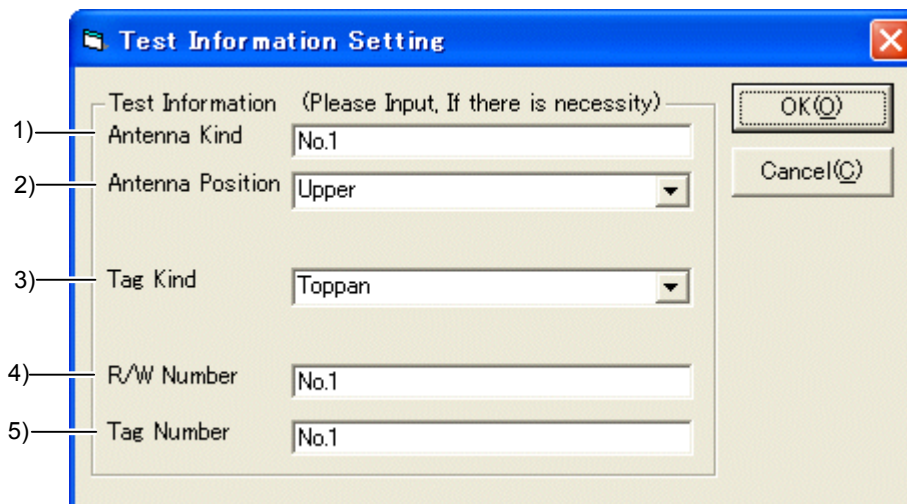 Test Information Setting
Test Information (Please Input, If there is necessity)
OK(O)
1) Antenna Kind No.1
2) Antenna Position Upper
Cancel(C)
3) Tag Kind Toppan
4) R/W Number No.1
5) Tag Number No.1